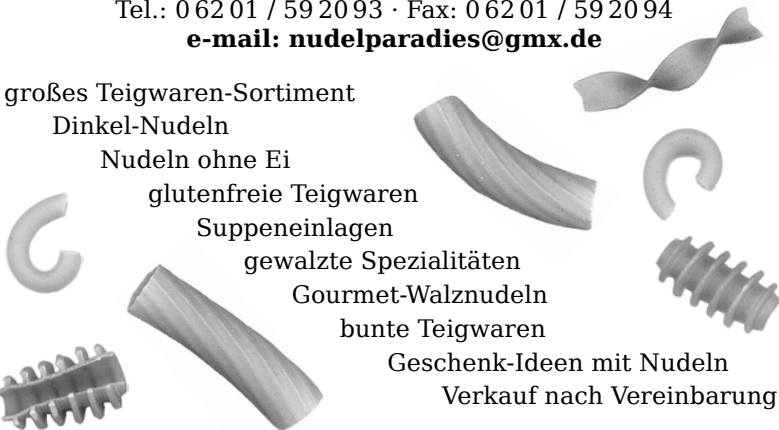 Tel.: 0 62 01 / 59 20 93 · Fax: 0 62 01 / 59 20 94
e-mail: nudelparadies@gmx.de
großes Teigwaren-Sortiment
Dinkel-Nudeln
Nudeln ohne Ei
glutenfreie Teigwaren
Suppeneinlagen
gewalzte Spezialitäten
Gourmet-Walznudeln
bunte Teigwaren
Geschenk-Ideen mit Nudeln
Verkauf nach Vereinbarung